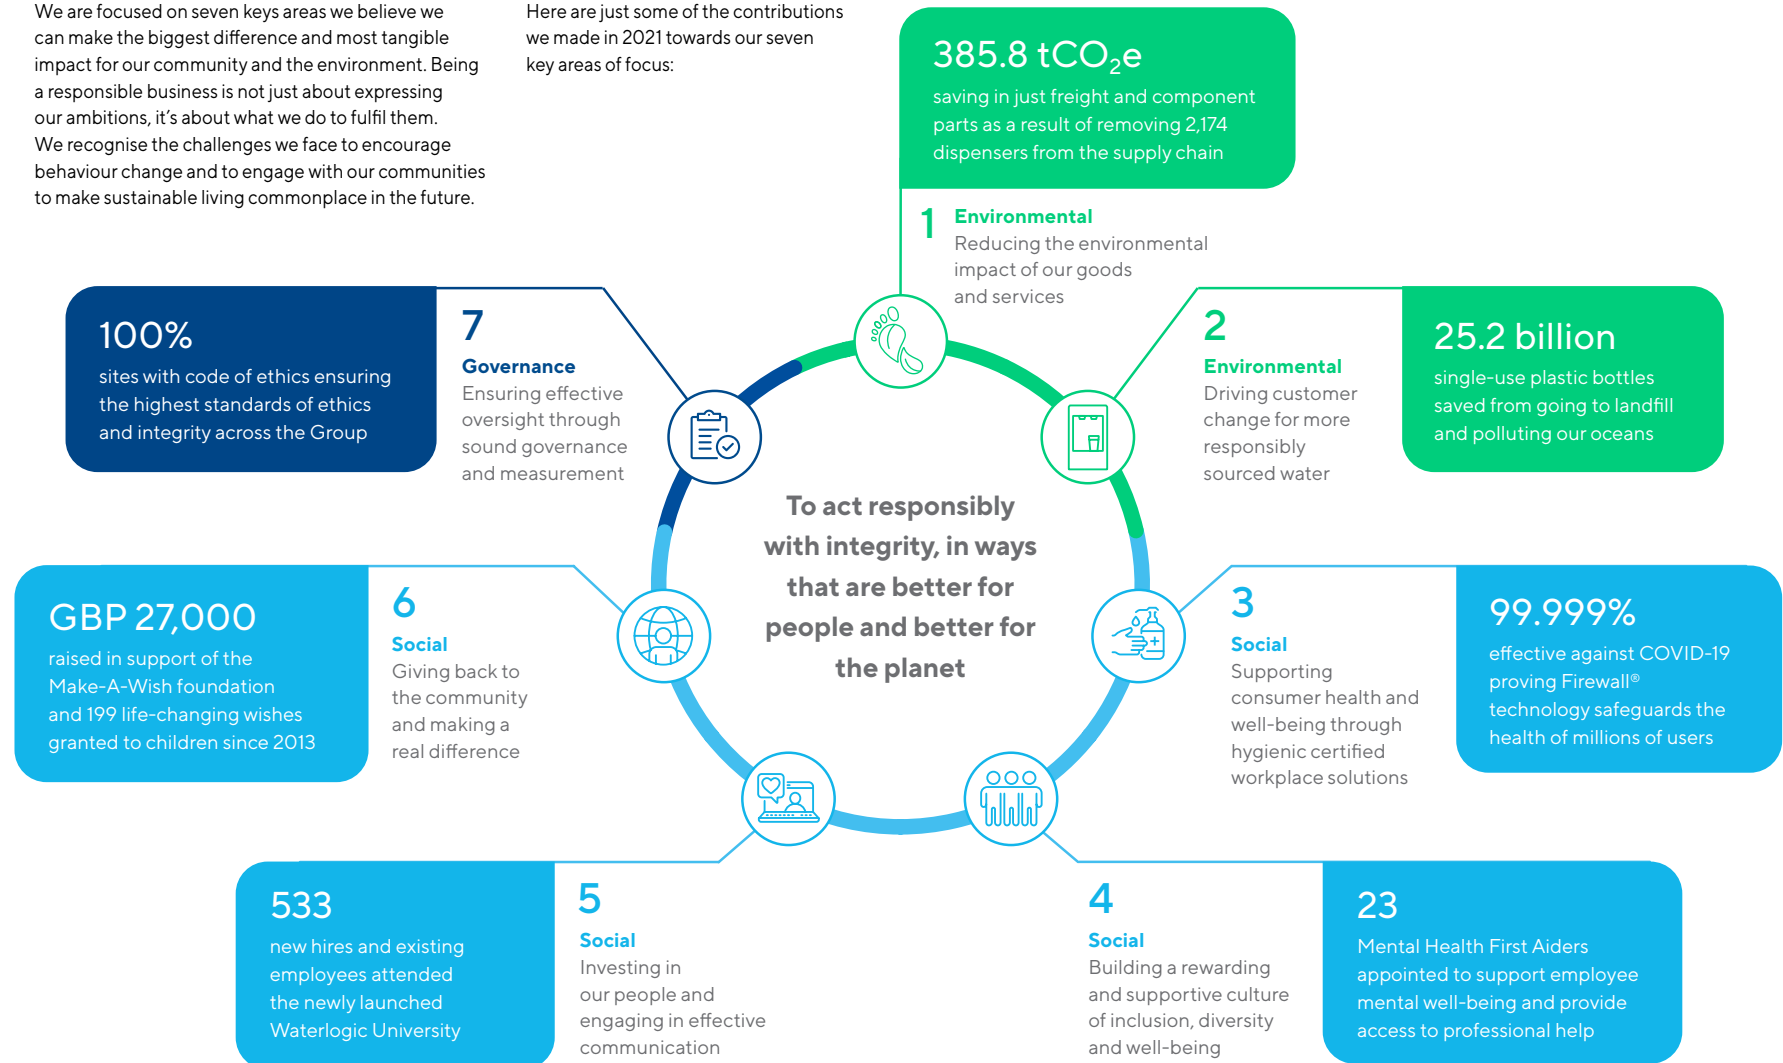 We are focused on seven keys areas we believe we
can make the biggest difference and most tangible
impact for our community and the environment. Being
a responsible business is not just about expressing
our ambitions, it’s about what we do to fulfil them.
We recognise the challenges we face to encourage
behaviour change and to engage with our communities
to make sustainable living commonplace in the future.
Here are just some of the contributions
we made in 2021 towards our seven
key areas of focus:
385.8 tCO₂e
saving in just freight and component
parts as a result of removing 2,174
dispensers from the supply chain
1
Environmental
Reducing the environmental
impact of our goods
and services
2
Environmental
Driving customer
change for more
responsibly
sourced water
25.2 billion
single-use plastic bottles
saved from going to landfill
and polluting our oceans
3
Social
Supporting
consumer health and
well-being through
hygienic certified
workplace solutions
99.999%
effective against COVID-19
proving Firewall®
technology safeguards the
health of millions of users
4
Social
Building a rewarding
and supportive culture
of inclusion, diversity
and well-being
23
Mental Health First Aiders
appointed to support employee
mental well-being and provide
access to professional help
5
Social
Investing in
our people and
engaging in effective
communication
533
new hires and existing
employees attended
the newly launched
Waterlogic University
6
Social
Giving back to
the community
and making a
real difference
GBP 27,000
raised in support of the
Make-A-Wish foundation
and 199 life-changing wishes
granted to children since 2013
7
Governance
Ensuring effective
oversight through
sound governance
and measurement
100%
sites with code of ethics ensuring
the highest standards of ethics
and integrity across the Group
To act responsibly
with integrity, in ways
that are better for
people and better for
the planet